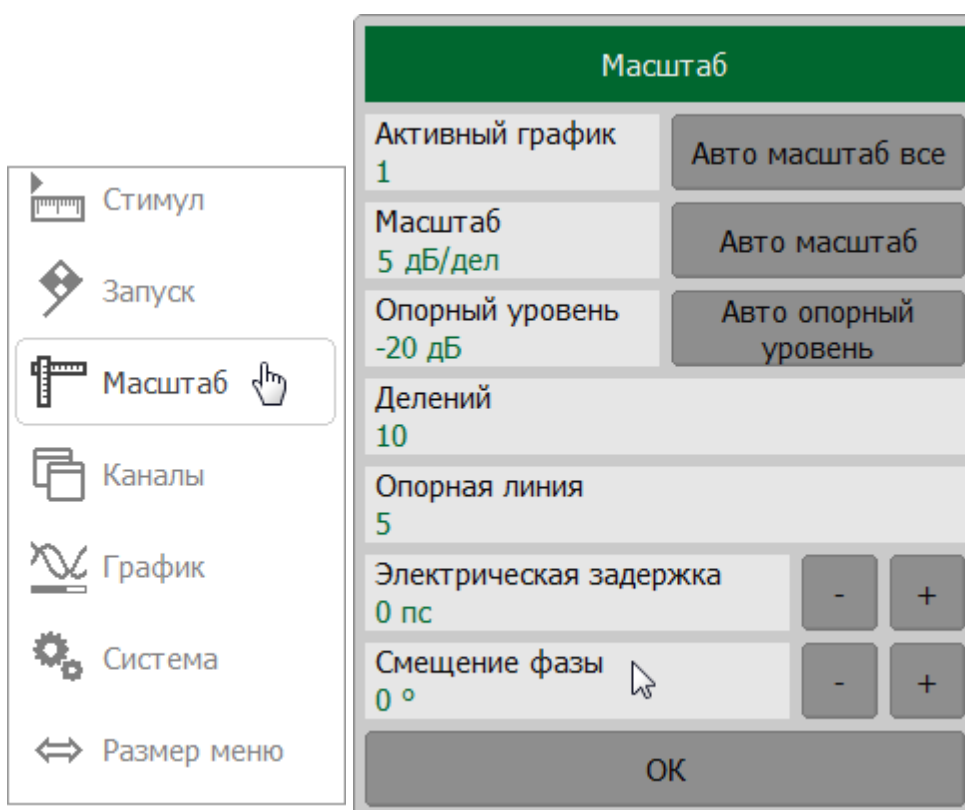 Стимул
Запуск
Масштаб
Каналы
График
Система
Размер меню
Масштаб
Активный график
1
Авто масштаб все
Масштаб
5 дБ/дел
Авто масштаб
Опорный уровень
-20 дБ
Авто опорный
уровень
Делений
10
Опорная линия
5
Электрическая задержка
0 пс
-
+
Смещение фазы
0 °
-
+
ОК